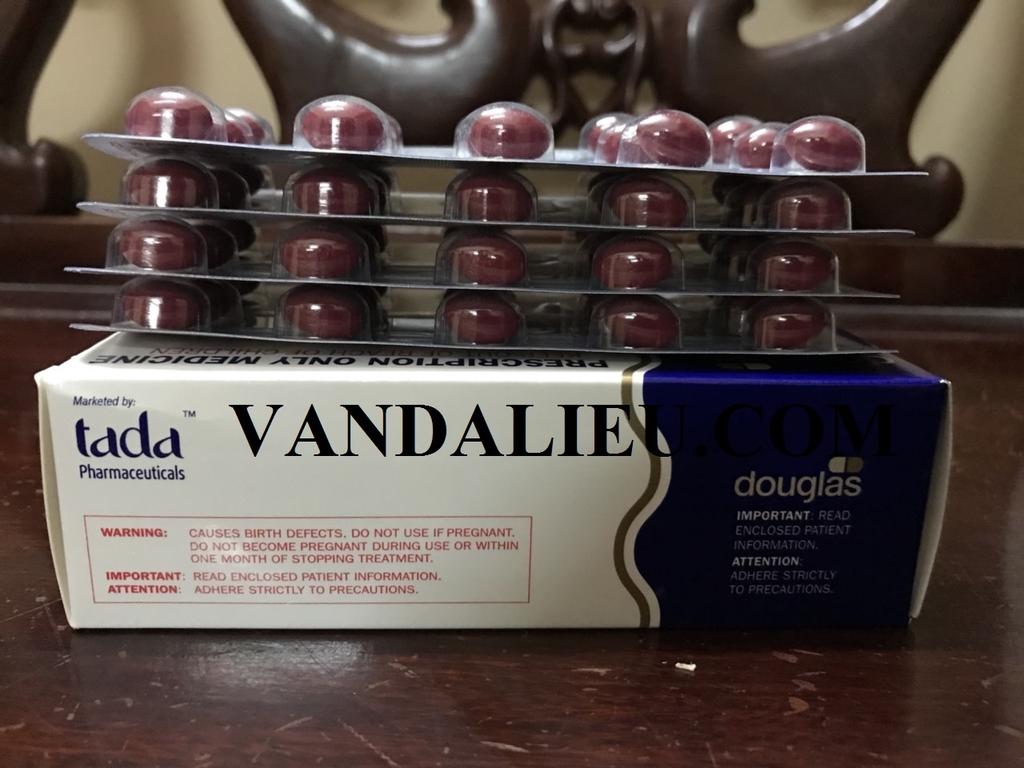 PRESCRIPTION ONLY MEDICINE
Marketed by:
tada™
Pharmaceuticals
VANDALIEU.COM
douglas
WARNING: CAUSES BIRTH DEFECTS. DO NOT USE IF PREGNANT.
DO NOT BECOME PREGNANT DURING USE OR WITHIN
ONE MONTH OF STOPPING TREATMENT.
IMPORTANT: READ ENCLOSED PATIENT INFORMATION.
ATTENTION: ADHERE STRICTLY TO PRECAUTIONS.
IMPORTANT: READ
ENCLOSED PATIENT
INFORMATION.
ATTENTION:
ADHERE STRICTLY
TO PRECAUTIONS.